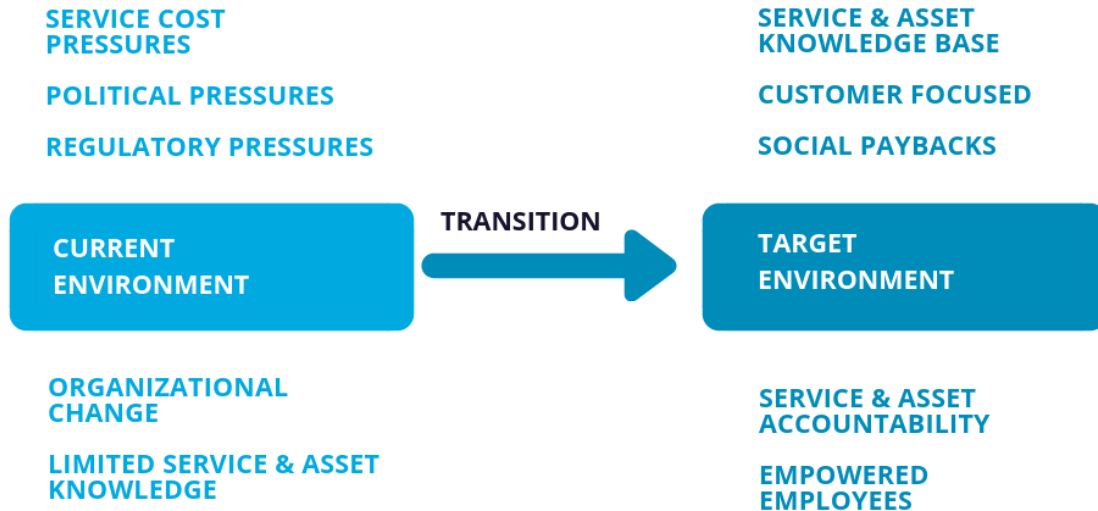 SERVICE COST
PRESSURES
POLITICAL PRESSURES
REGULATORY PRESSURES
CURRENT
ENVIRONMENT
ORGANIZATIONAL
CHANGE
LIMITED SERVICE & ASSET
KNOWLEDGE
TRANSITION
SERVICE & ASSET
KNOWLEDGE BASE
CUSTOMER FOCUSED
SOCIAL PAYBACKS
TARGET
ENVIRONMENT
SERVICE & ASSET
ACCOUNTABILITY
EMPOWERED
EMPLOYEES